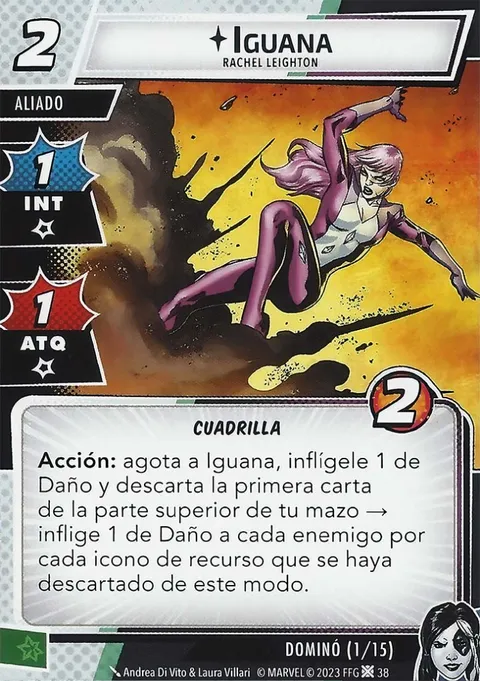 2
IGUANA
RACHEL LEIGHTON
ALIADO
1
INT
1
ATQ
2
CUADRILLA
Acción: agota a Iguana, inflígele 1 de
Daño y descarta la primera carta
de la parte superior de tu mazo →
inflige 1 de Daño a cada enemigo por
cada icono de recurso que se haya
descartado de este modo.
DOMINÓ (1/15)
Andrea Di Vito & Laura Villari © MARVEL © 2023 FFG 38